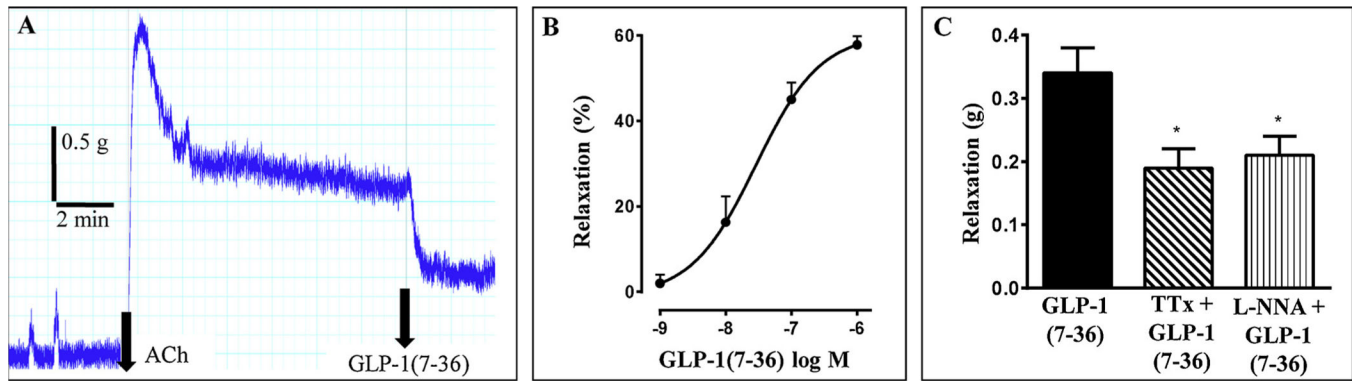 A
0.5 g
2 min
ACh
GLP-1(7-36)
B
Relaxation (%)
60
40
20
0
-9 -8 -7 -6
GLP-1(7-36) log M
C
Relaxation (g)
0.4
0.3
0.2
0.1
0.0
*
*
GLP-1
(7-36)
TTx +
GLP-1
(7-36)
L-NNA +
GLP-1
(7-36)